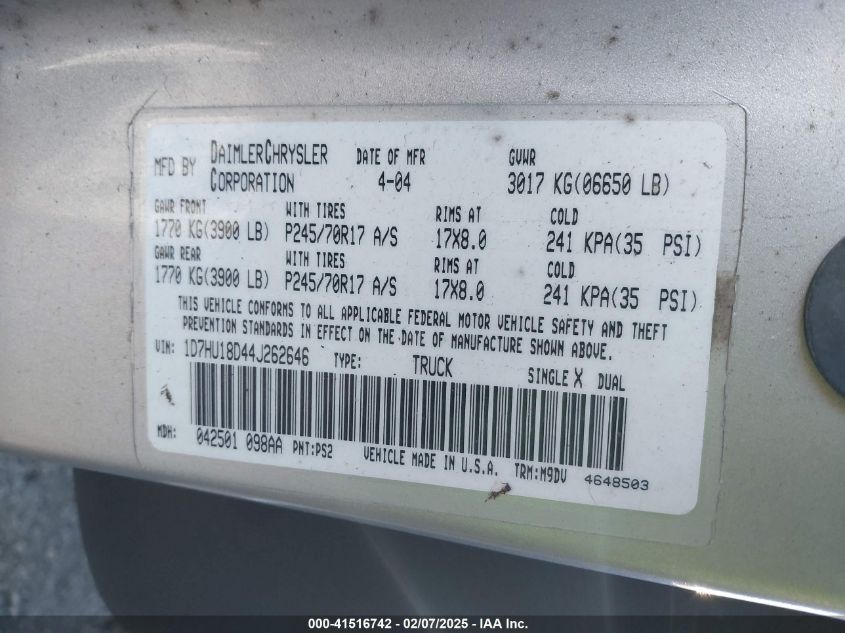 MFD BY DAIMLERCHRYSLER CORPORATION DATE OF MFR 4-04 GVWR 3017 KG(06650 LB)
GAWR FRONT WITH TIRES RIMS AT COLD
1770 KG(3900 LB) P245/70R17 A/S 17X8.0 241 KPA(35 PSI)
GAWR REAR WITH TIRES RIMS AT COLD
1770 KG(3900 LB) P245/70R17 A/S 17X8.0 241 KPA(35 PSI)
THIS VEHICLE CONFORMS TO ALL APPLICABLE FEDERAL MOTOR VEHICLE SAFETY AND THEFT
PREVENTION STANDARDS IN EFFECT ON THE DATE OF MANUFACTURE SHOWN ABOVE.
VIN: 1D7HU18D44J262646 TYPE: TRUCK SINGLE X DUAL
MDH: 042501 098AA PNT:PS2 VEHICLE MADE IN U.S.A. TRM:M9DV 4648503
000-41516742 / 02/07/2025 - IAA Inc.